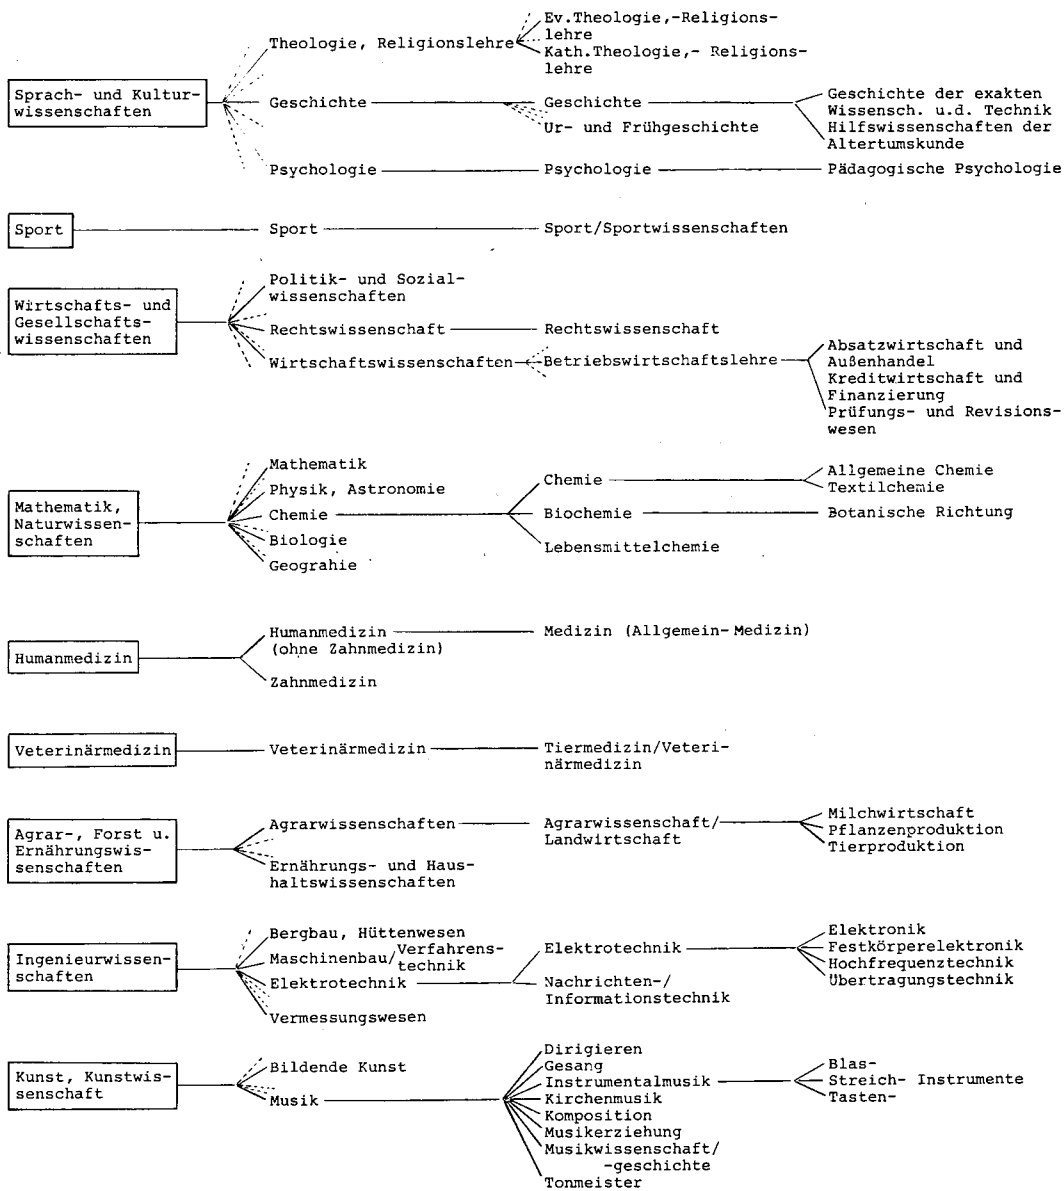 Ev.Theologie,-Religions-
lehre
Theologie, Religionslehre
Kath.Theologie,- Religions-
lehre
Sprach- und Kultur-
wissenschaften
Geschichte
Geschichte
Geschichte der exakten
Wissensch. u.d. Technik
Ur- und Frühgeschichte
Hilfswissenschaften der
Altertumskunde
Psychologie
Psychologie
Pädagogische Psychologie
Sport
Sport
Sport/Sportwissenschaften
Wirtschafts- und
Gesellschafts-
wissenschaften
Politik- und Sozial-
wissenschaften
Rechtswissenschaft
Rechtswissenschaft
Wirtschaftswissenschaften
Betriebswirtschaftslehre
Absatzwirtschaft und
Außenhandel
Kreditwirtschaft und
Finanzierung
Prüfungs- und Revisions-
wesen
Mathematik,
Naturwissen-
schaften
Mathematik
Physik, Astronomie
Chemie
Biologie
Geograhie
Chemie
Biochemie
Lebensmittelchemie
Allgemeine Chemie
Textilchemie
Botanische Richtung
Humanmedizin
Humanmedizin
(ohne Zahnmedizin)
Zahnmedizin
Medizin (Allgemein-Medizin)
Veterinärmedizin
Veterinärmedizin
Tiermedizin/Veteri-
närmedizin
Agrar-, Forst u.
Ernährungswis-
senschaften
Agrarwissenschaften
Ernährungs- und Haus-
haltswissenschaften
Agrarwissenschaft/
Landwirtschaft
Milchwirtschaft
Pflanzenproduktion
Tierproduktion
Ingenieurwissen-
schaften
Bergbau, Hüttenwesen
Maschinenbau/Verfahrens-
technik
Elektrotechnik
Vermessungswesen
Elektrotechnik
Nachrichten-/
Informationstechnik
Elektronik
Festkörperelektronik
Hochfrequenztechnik
Übertragungstechnik
Kunst, Kunstwis-
senschaft
Bildende Kunst
Musik
Dirigieren
Gesang
Instrumentalmusik
Kirchenmusik
Komposition
Musikerziehung
Musikwissenschaft/
-geschichte
Tonmeister
Blas-
Streich- Instrumente
Tasten-